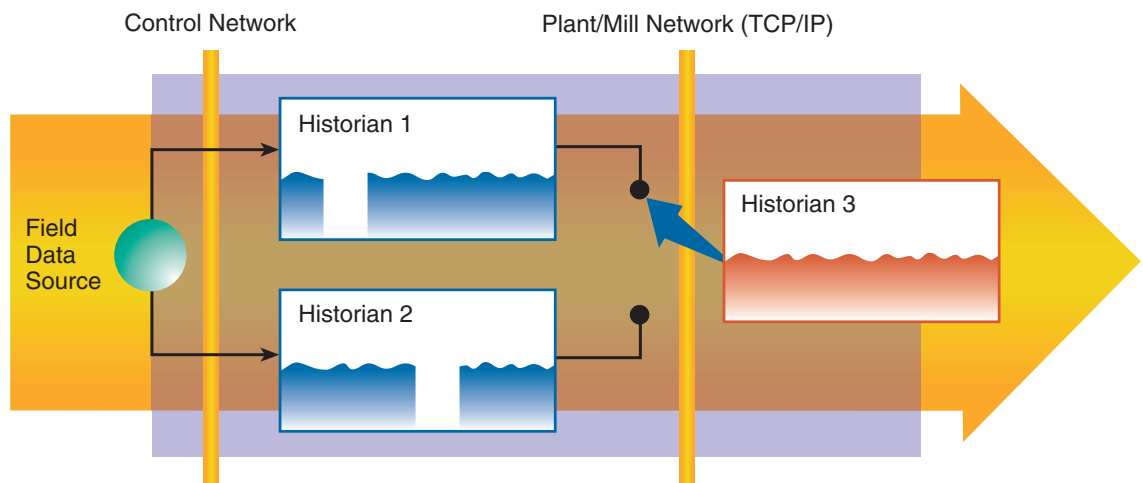 Control Network
Plant/Mill Network (TCP/IP)
Historian 1
Historian 3
Field
Data
Source
Historian 2